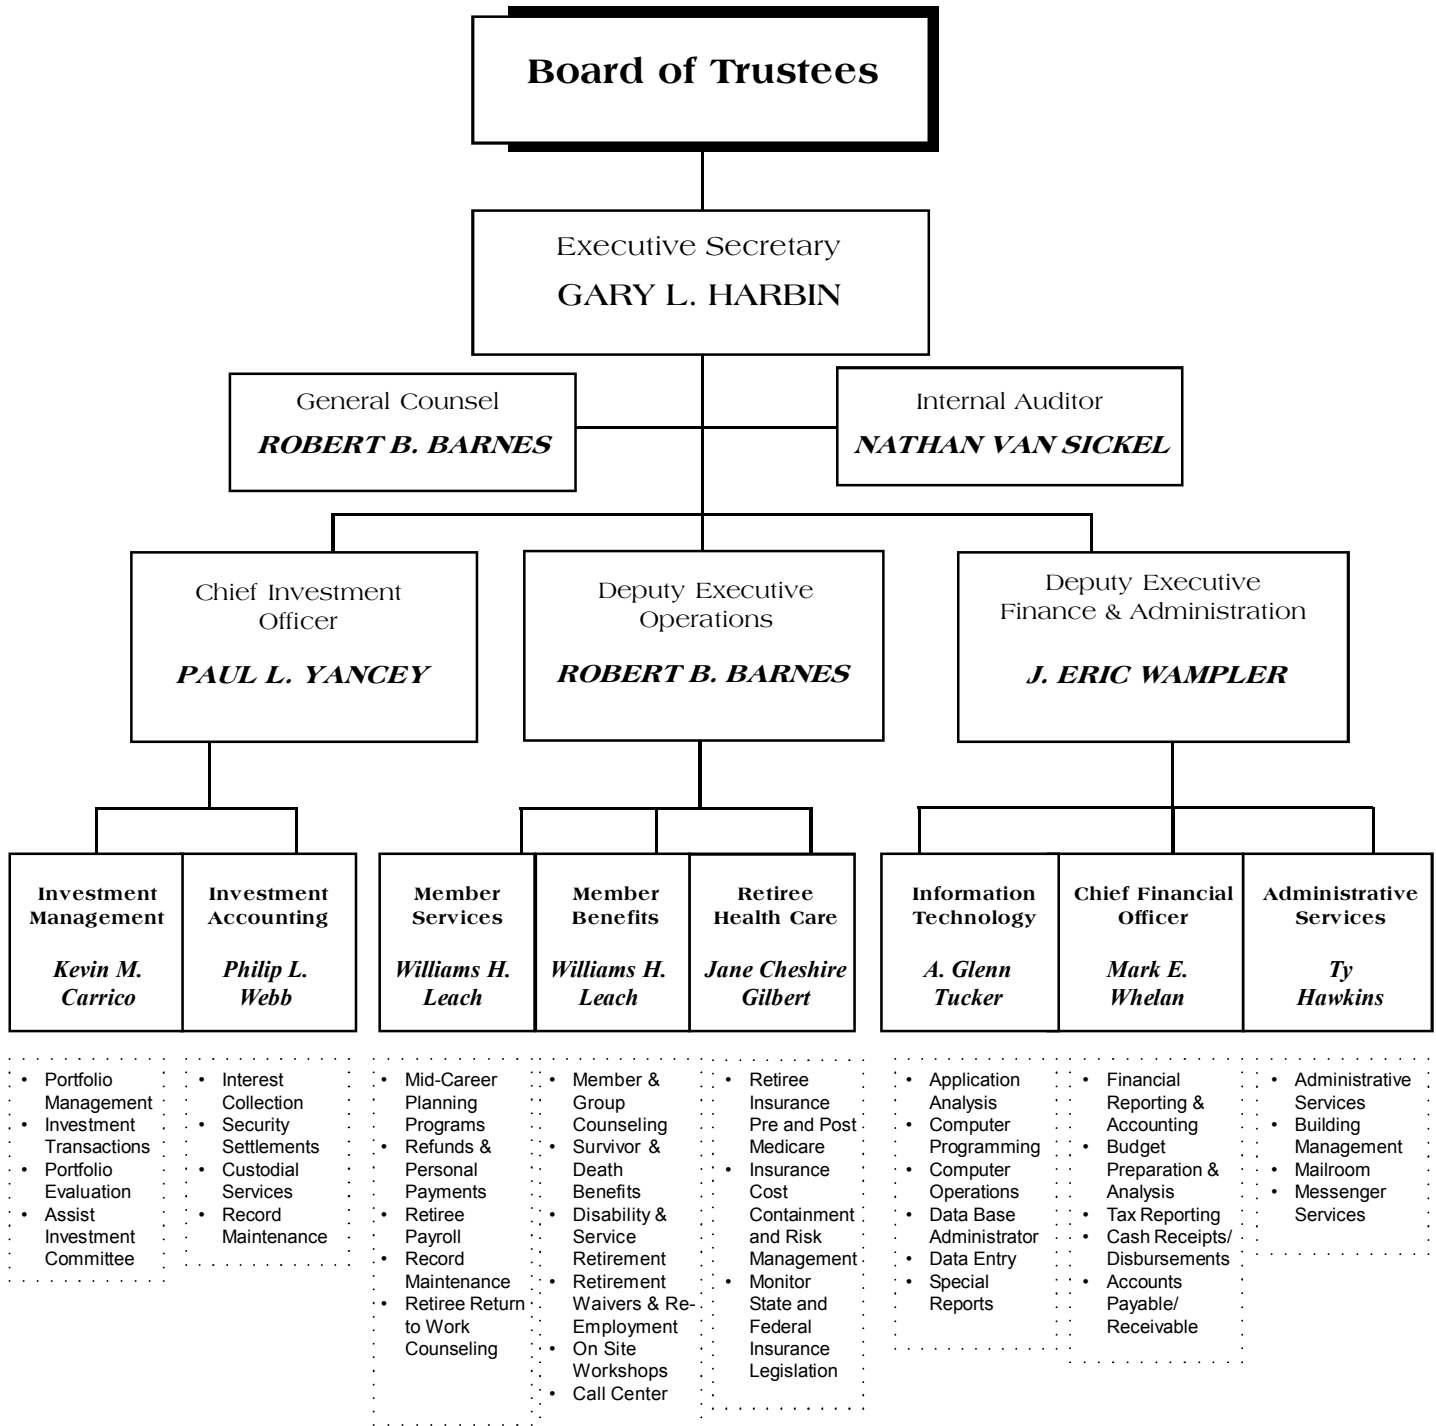 Board of Trustees
Executive Secretary
GARY L. HARBIN
General Counsel
ROBERT B. BARNES
Internal Auditor
NATHAN VAN SICKEL
Chief Investment
Officer
PAUL L. YANCEY
Deputy Executive
Operations
ROBERT B. BARNES
Deputy Executive
Finance & Administration
J. ERIC WAMPLER
Investment
Management
Kevin M.
Carrico
Investment
Accounting
Philip L.
Webb
Member
Services
Williams H.
Leach
Member
Benefits
Williams H.
Leach
Retiree
Health Care
Jane Cheshire
Gilbert
Information
Technology
A. Glenn
Tucker
Chief Financial
Officer
Mark E.
Whelan
Administrative
Services
Ty
Hawkins
• Portfolio
Management
• Investment
Transactions
• Portfolio
Evaluation
• Assist
Investment
Committee
• Interest
Collection
• Security
Settlements
• Custodial
Services
• Record
Maintenance
• Mid-Career
Planning
Programs
• Refunds &
Personal
Payments
• Retiree
Payroll
• Record
Maintenance
• Retiree Return
to Work
Counseling
• Member &
Group
Counseling
• Survivor &
Death
Benefits
• Disability &
Service
Retirement
• Retirement
Waivers & Re-
Employment
• On Site
Workshops
• Call Center
• Retiree
Insurance
Pre and Post
Medicare
• Insurance
Cost
Containment
and Risk
Management
• Monitor
State and
Federal
Insurance
Legislation
• Application
Analysis
• Computer
Programming
• Computer
Operations
• Data Base
Administrator
• Data Entry
• Special
Reports
• Financial
Reporting &
Accounting
• Budget
Preparation &
Analysis
• Tax Reporting
• Cash Receipts/
Disbursements
• Accounts
Payable/
Receivable
• Administrative
Services
• Building
Management
• Mailroom
• Messenger
Services